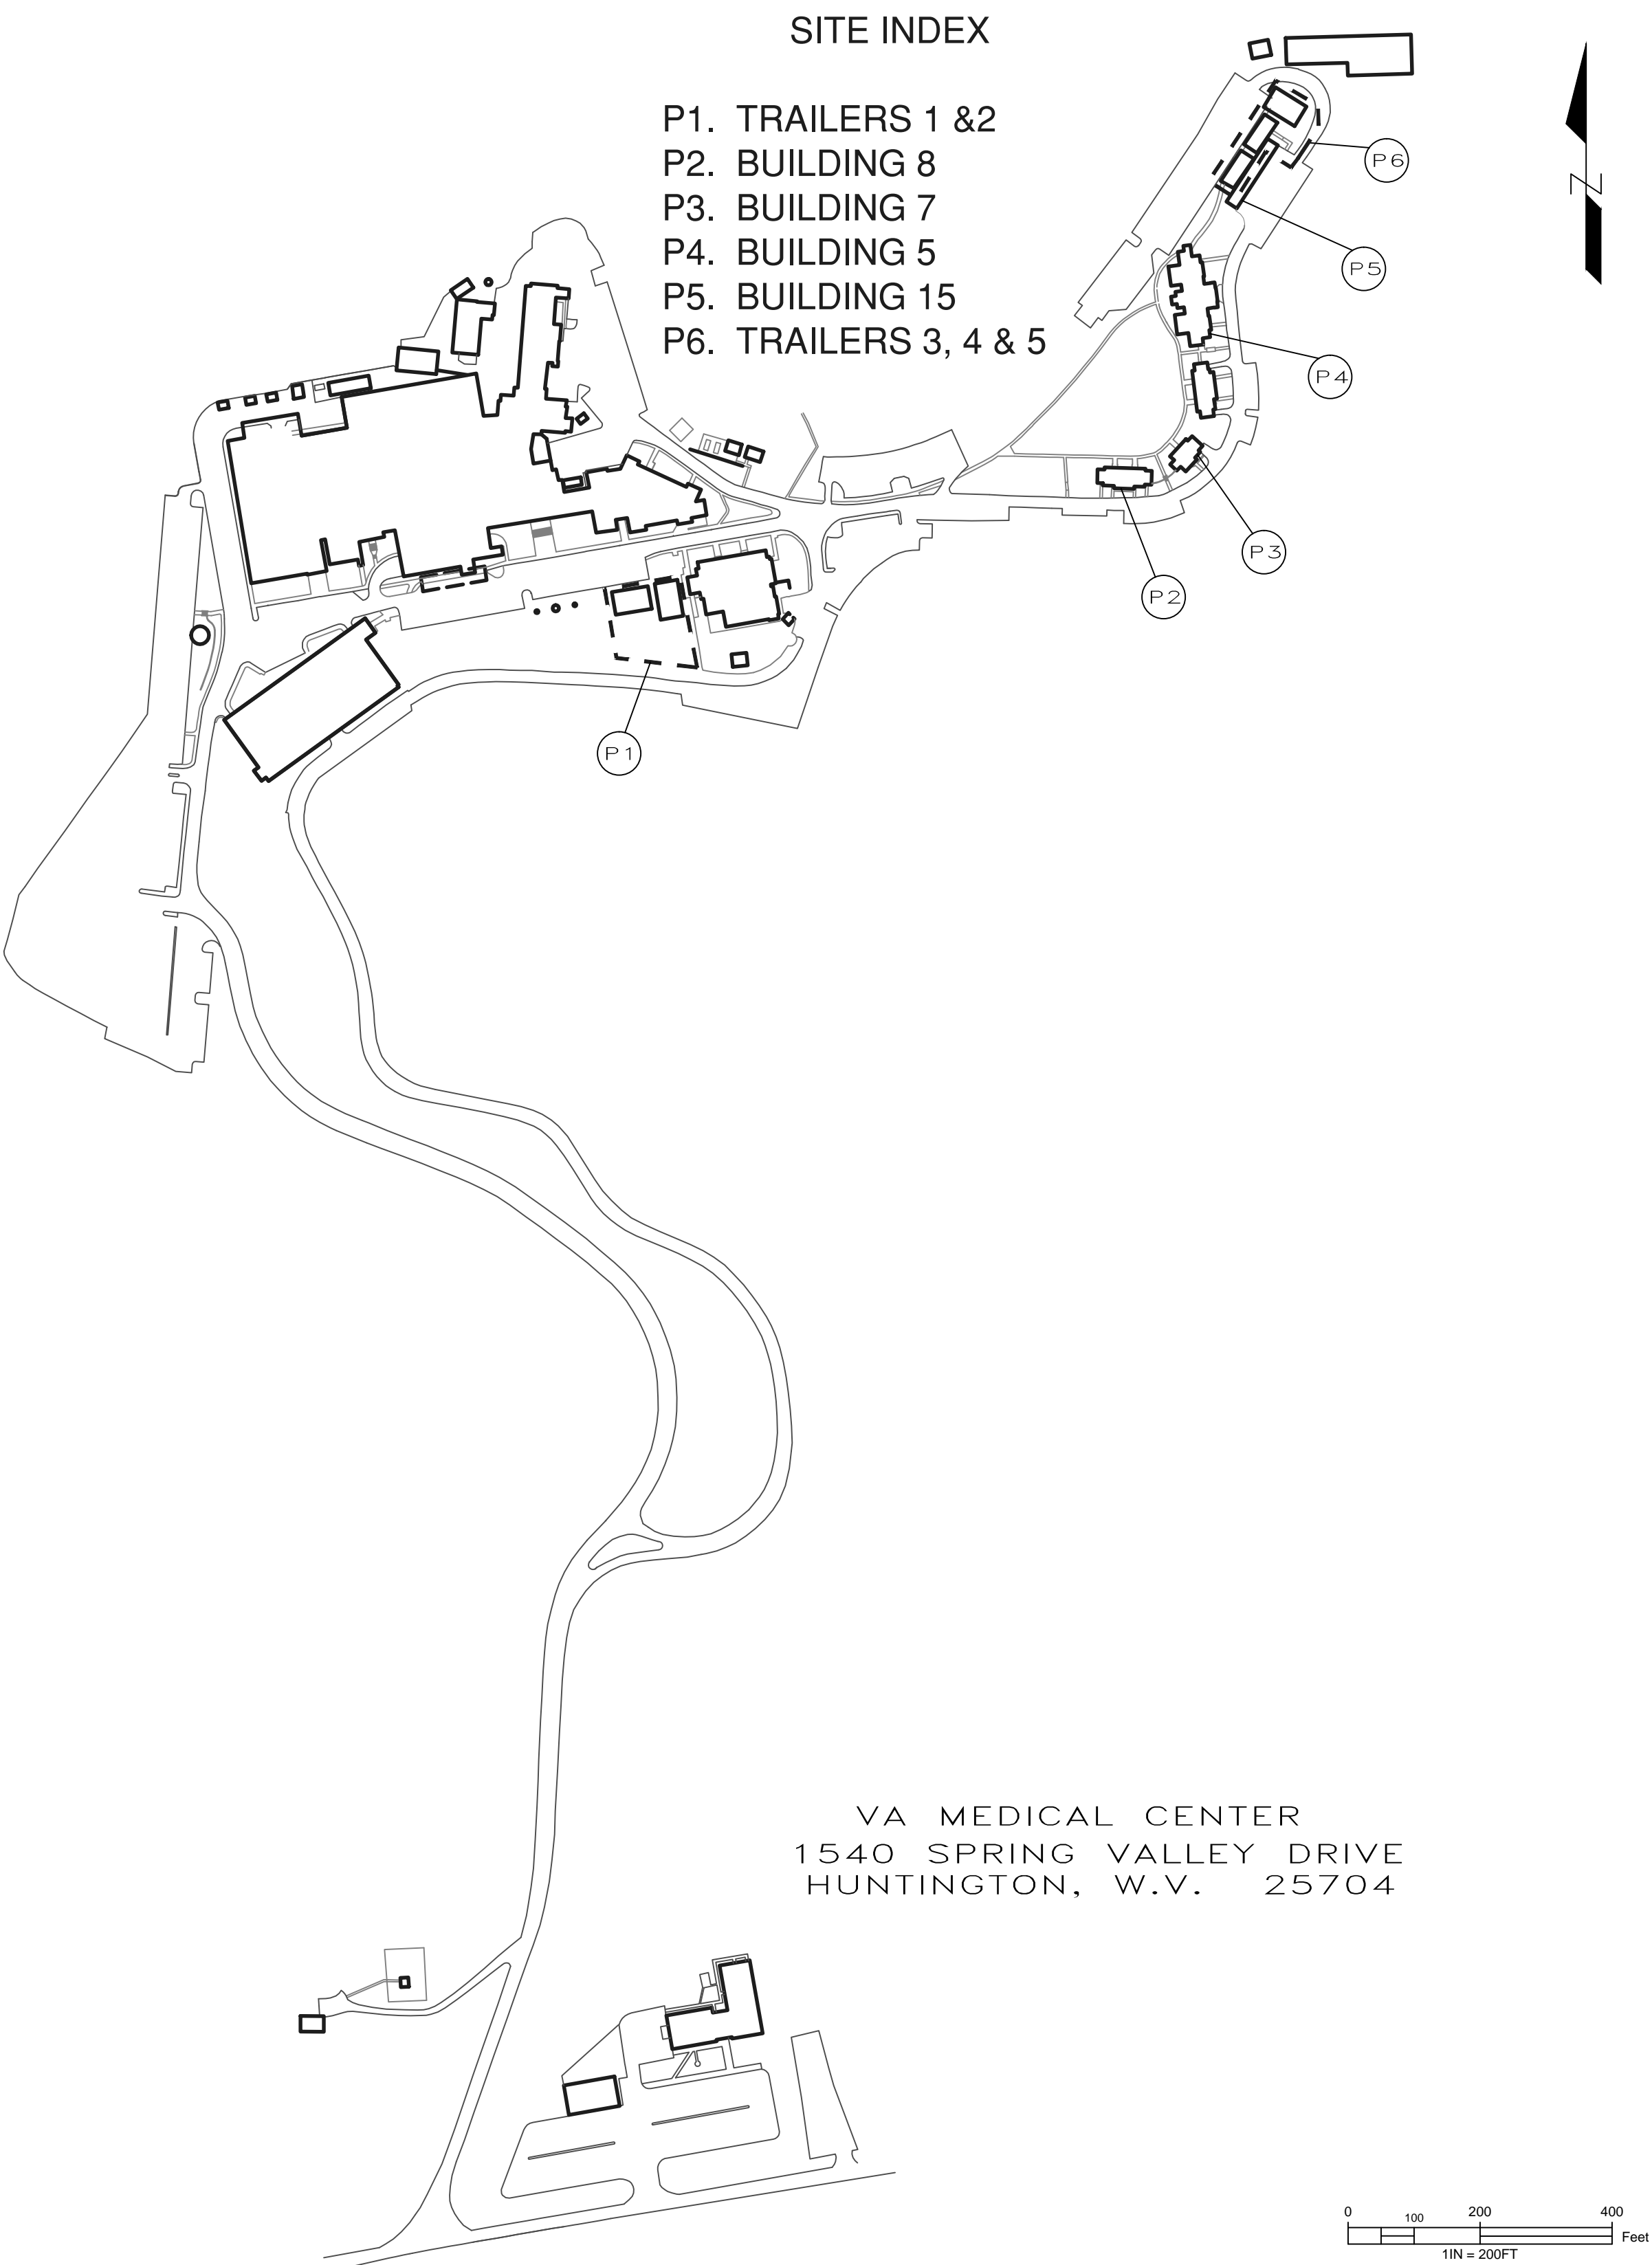 SITE INDEX
P1. TRAILERS 1 &2
P2. BUILDING 8
P3. BUILDING 7
P4. BUILDING 5
P5. BUILDING 15
P6. TRAILERS 3, 4 & 5
N
P6
P5
P4
P3
P2
P1
VA MEDICAL CENTER
1540 SPRING VALLEY DRIVE
HUNTINGTON, W.V. 25704
0 100 200 400
Feet
1IN = 200FT